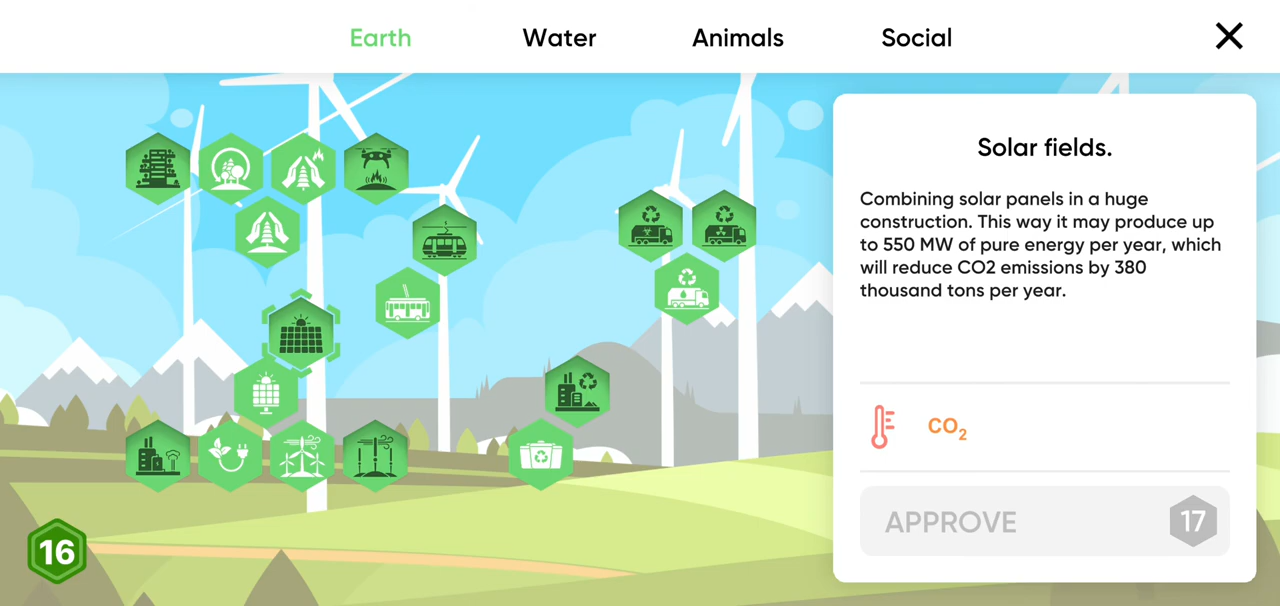 Earth Water Animals Social
Solar fields.
Combining solar panels in a huge
construction. This way it may produce up
to 550 MW of pure energy per year, which
will reduce CO2 emissions by 380
thousand tons per year.
CO2
APPROVE 17
16